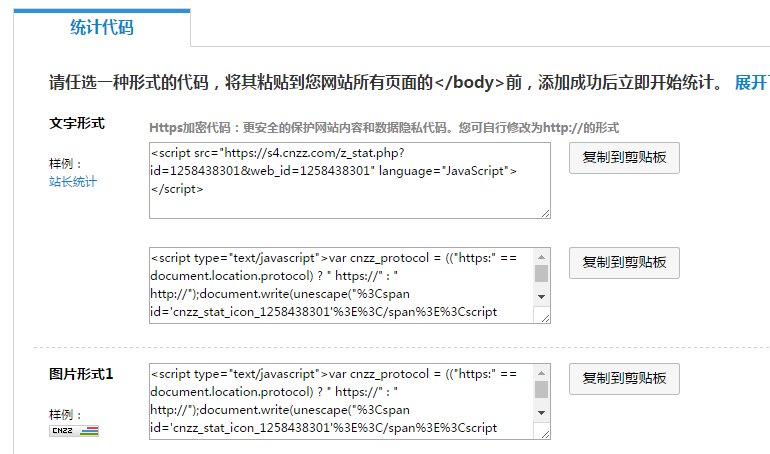 统计代码
请任选一种形式的代码，将其粘贴到您网站所有页面的</body>前，添加成功后立即开始统计。 展开
文字形式
Https加密代码：更安全的保护网站内容和数据隐私代码。您可自行修改为http://的形式
样例：
站长统计
<script src="https://s4.cnzz.com/z_stat.php?
id=1258438301&web_id=1258438301" language="JavaScript">
</script>
复制到剪贴板
<script type="text/javascript">var cnzz_protocol = (("https:" ==
document.location.protocol) ? " https://" : "
http://");document.write(unescape("%3Cspan
id='cnzz_stat_icon_1258438301'%3E%3C/span%3E%3Cscript
复制到剪贴板
图片形式1
样例：
CNZZ
<script type="text/javascript">var cnzz_protocol = (("https:" ==
document.location.protocol) ? " https://" : "
http://");document.write(unescape("%3Cspan
id='cnzz_stat_icon_1258438301'%3E%3C/span%3E%3Cscript
复制到剪贴板